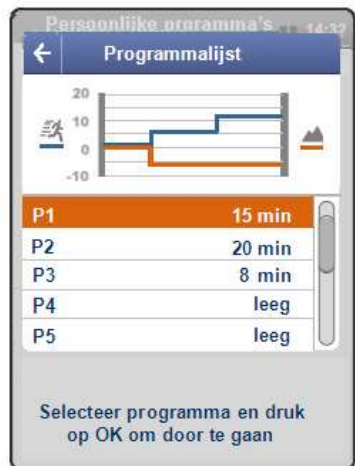 Persoonlijke programma's 14:32
Programmalijst
20
10
0
-10
P1 15 min
P2 20 min
P3 8 min
P4 leeg
P5 leeg
Selecteer programma en druk
op OK om door te gaan